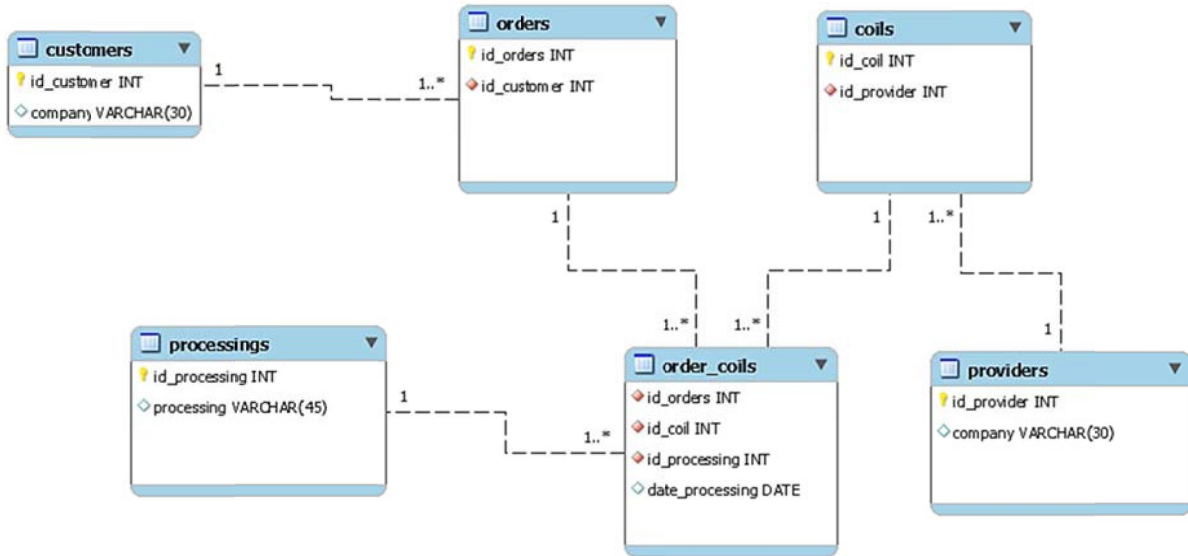 customers
id_customer INT
company VARCHAR(30)
1
1..*
orders
id_orders INT
id_customer INT
coils
id_coil INT
id_provider INT
1
1
1..*
1..*
1..*
1
processings
id_processing INT
processing VARCHAR(45)
1
1..*
order_coils
id_orders INT
id_coil INT
id_processing INT
date_processing DATE
providers
id_provider INT
company VARCHAR(30)